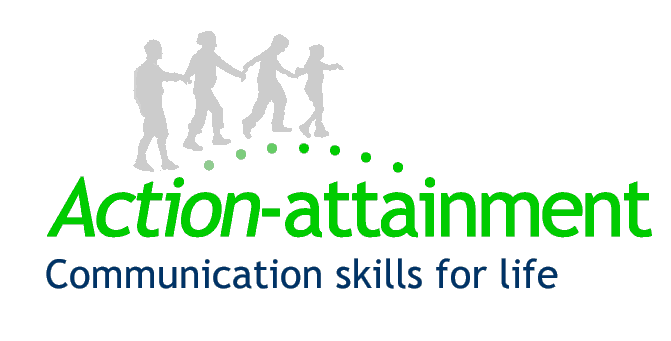 Action-attainment
Communication skills for life